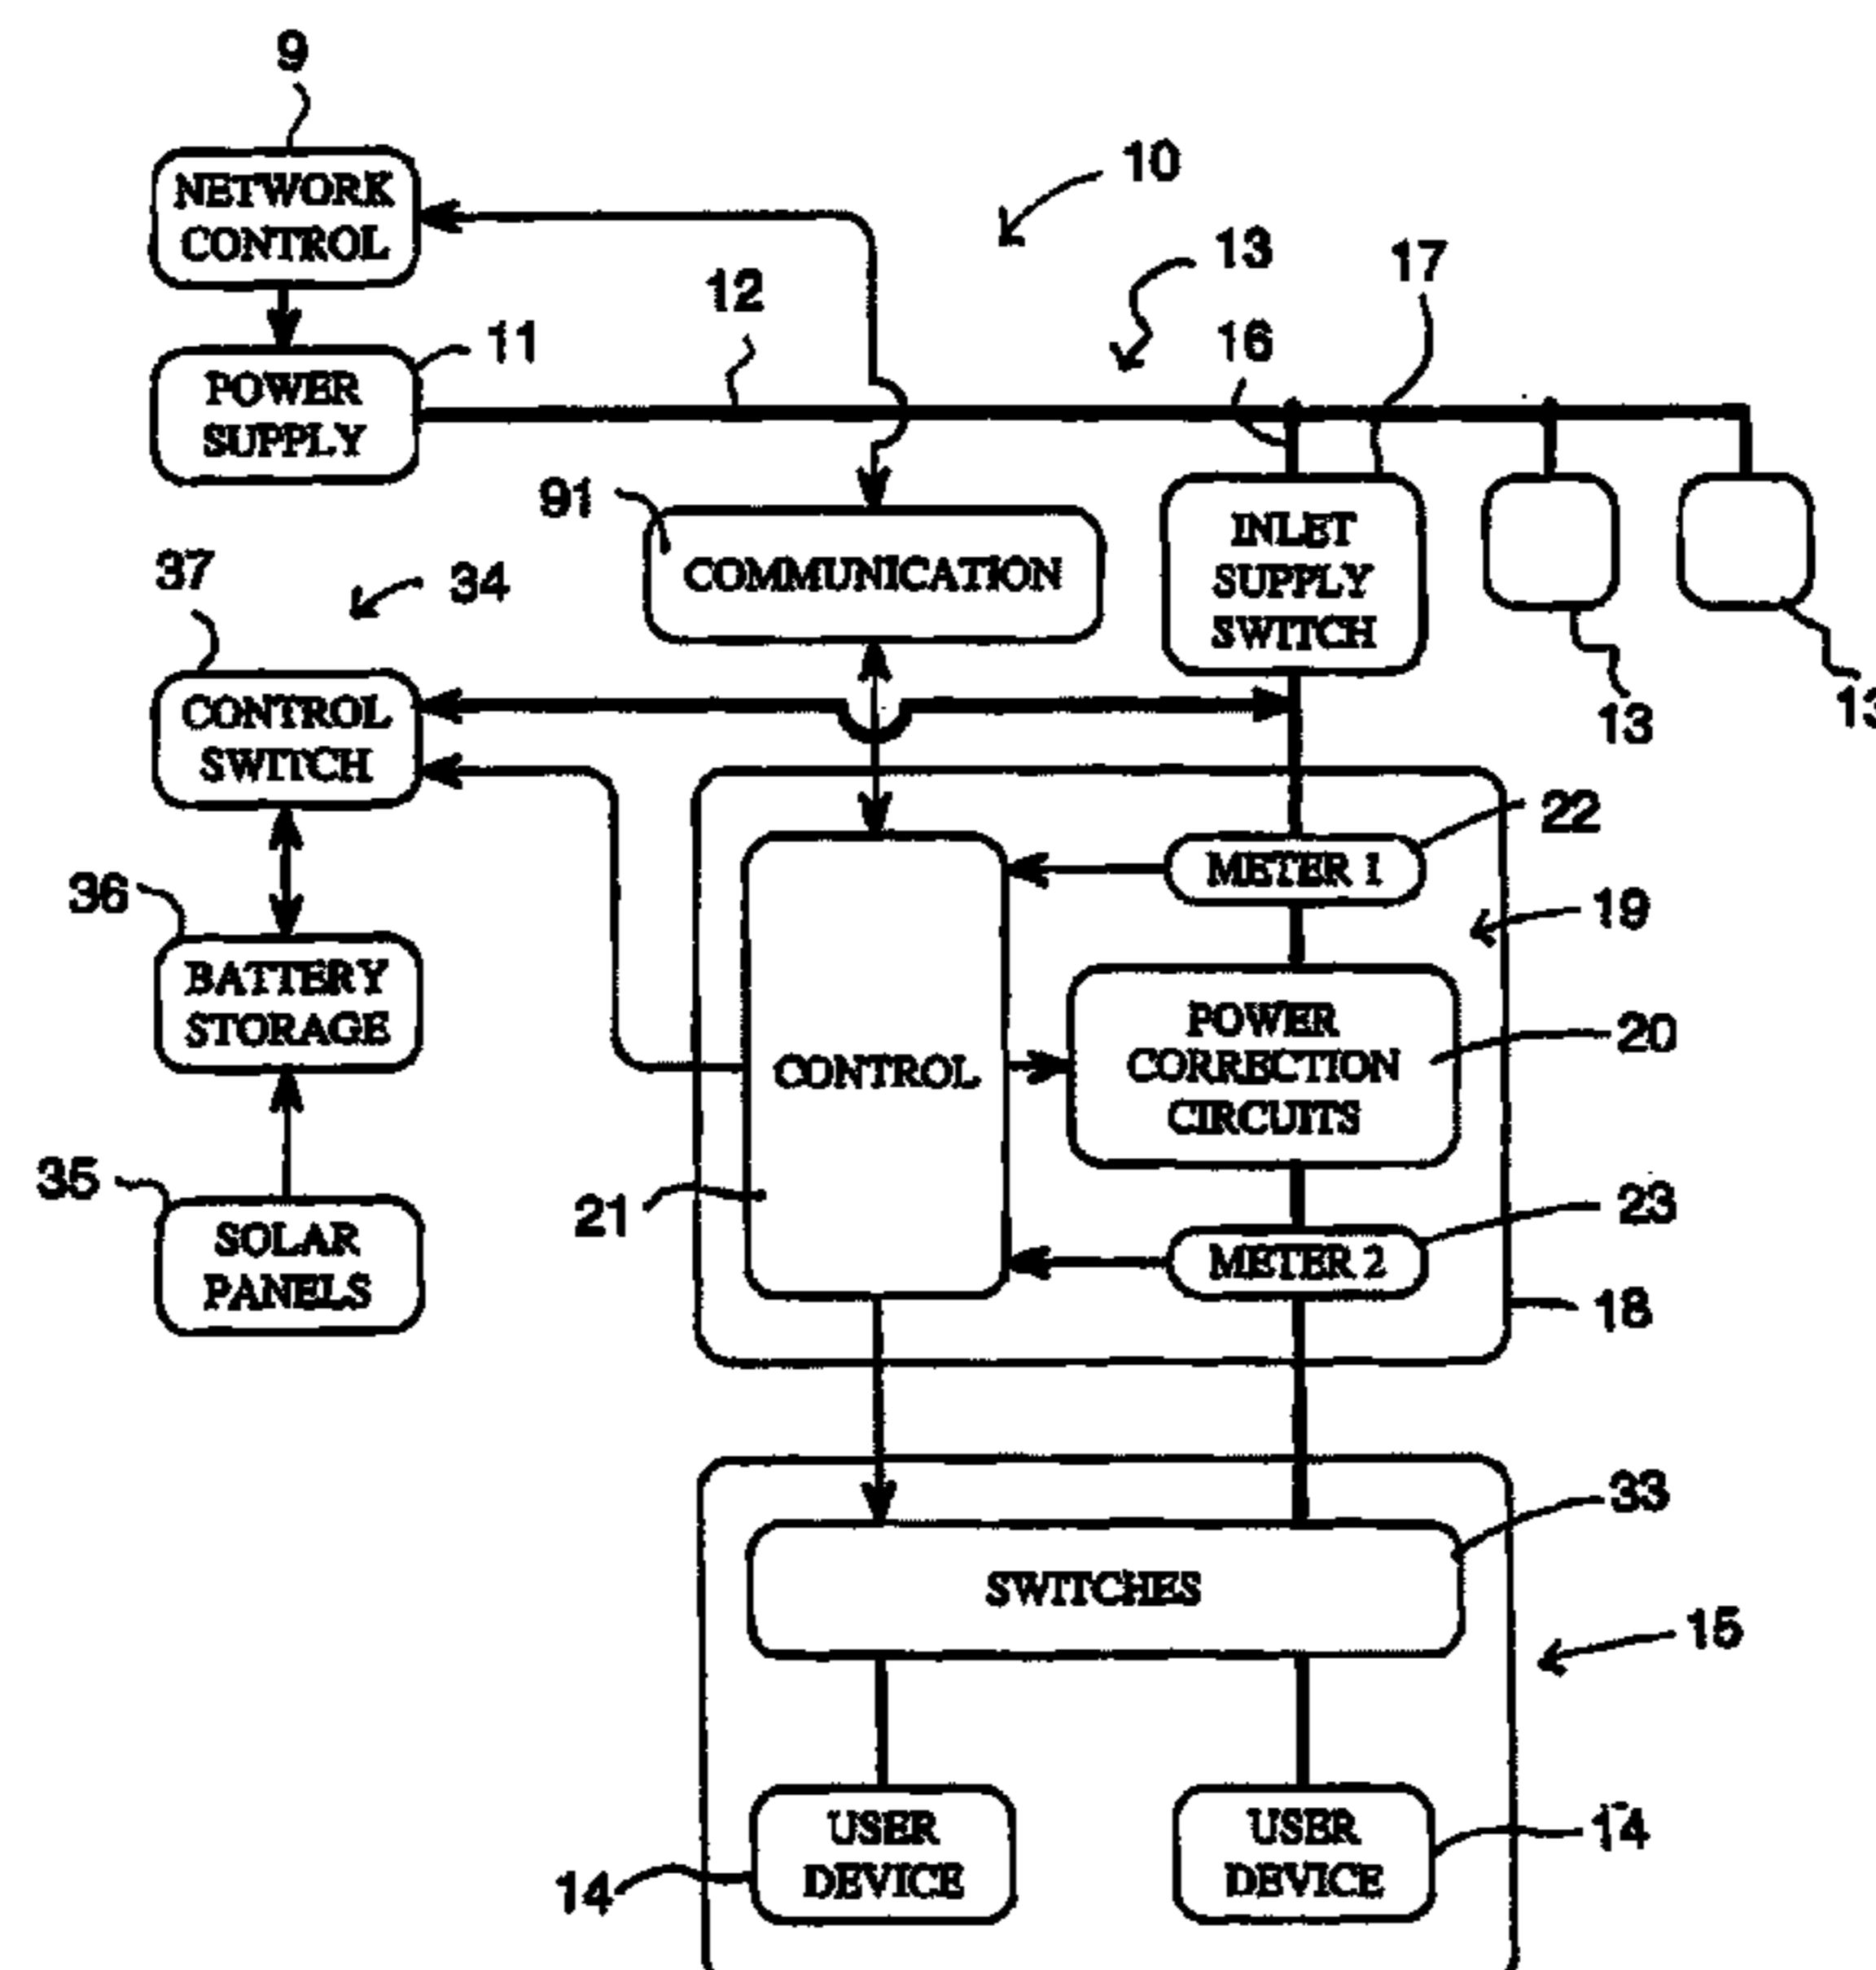 9
NETWORK
CONTROL
10
13
17
12
16
11
POWER
SUPPLY
91
COMMUNICATION
INLET
SUPPLY
SWITCH
13
13
37
34
CONTROL
SWITCH
22
METER 1
36
BATTERY
STORAGE
19
POWER
CORRECTION
CIRCUITS
20
CONTROL
21
35
SOLAR
PANELS
23
METER 2
18
33
SWITCHES
15
USER
DEVICE
14
USER
DEVICE
14